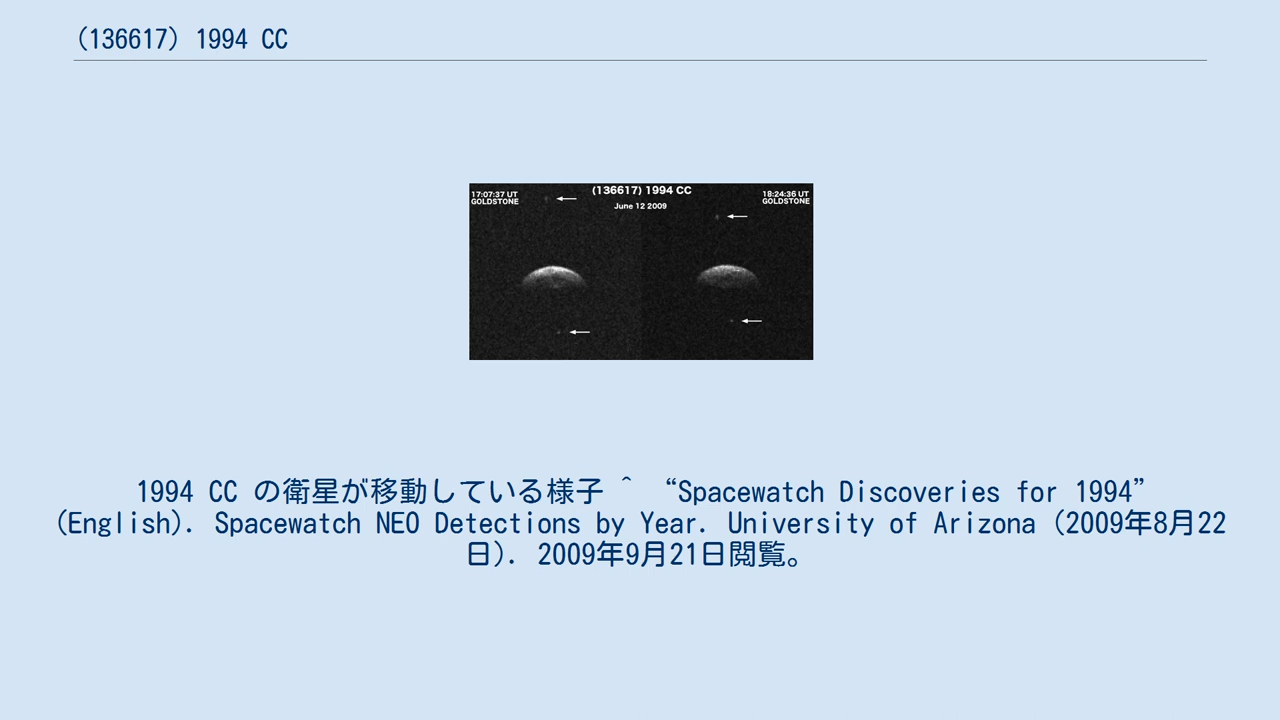 (136617) 1994 CC
(136617) 1994 CC
17:07:37 UT
GOLDSTONE
June 12 2009
18:24:36 UT
GOLDSTONE
1994 CC の衛星が移動している様子 ^ “Spacewatch Discoveries for 1994”
(English). Spacewatch NEO Detections by Year. University of Arizona (2009年8月22
日). 2009年9月21日閲覧。